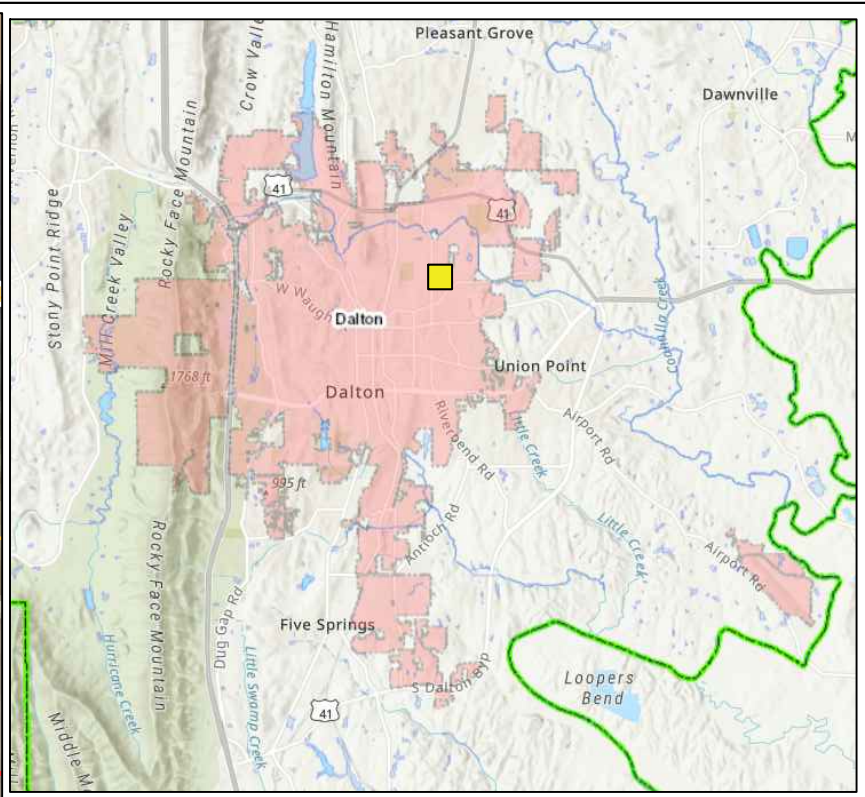 Pleasant Grove
Hamilton Mountain
Crow Valle
Dawnville
Rocky Face Mountain
Stony Point Ridge
Mill Creek Valley
41
41
W Waugh
Dalton
Coahulla Creek
1768 ft
Dalton
Union Point
Riverbend Rd
Little Creek
Airport Rd
995 ft
Antioch Rd
Little Creek
Airport Rd
Rocky Face Mountain
Dug Gap Rd
Five Springs
Hurricane Creek
Little Swamp Creek
S Dalton Byp
Loopers
Bend
41
Middle M